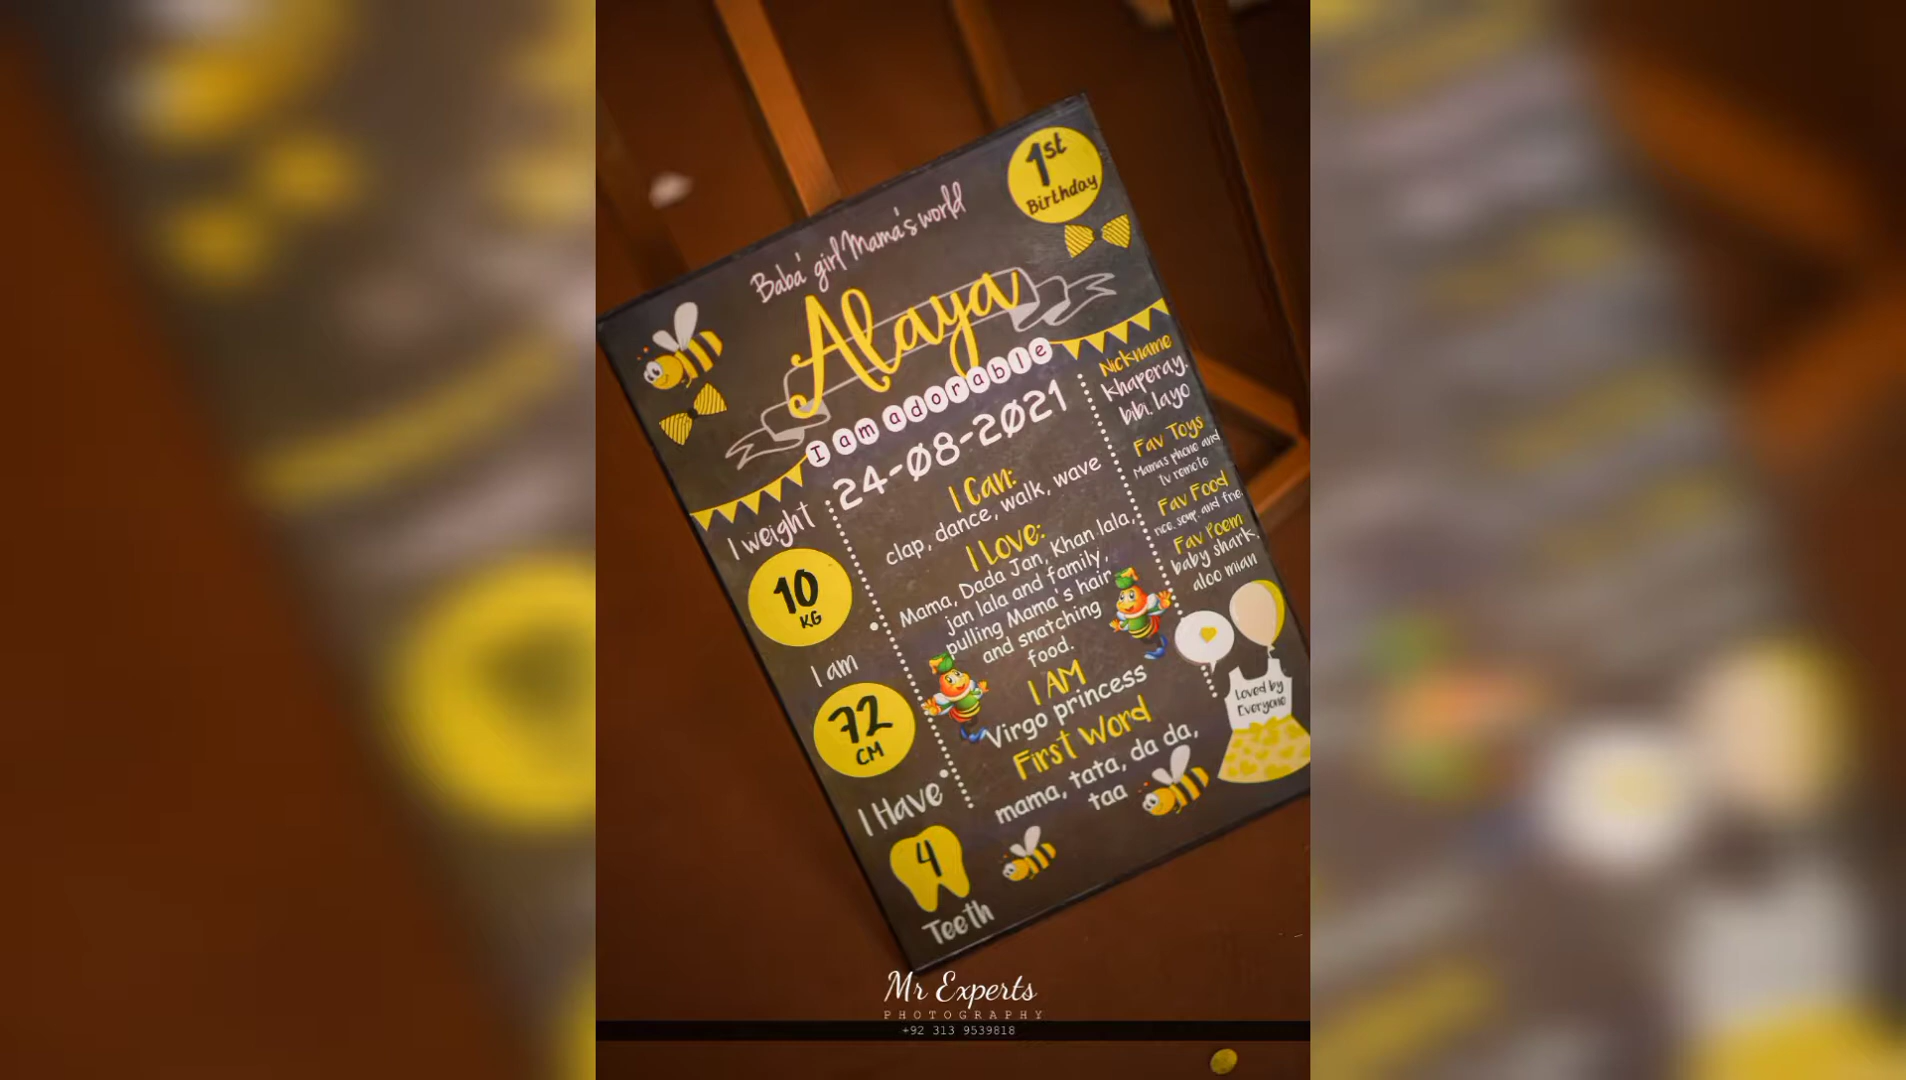 1st
Birthday
Baba' girl Mama's world
Alaya
I am adorable
24-08-2021
I weight
10
KG
I am
72
CM
I Have
4
Teeth
I Can:
clap, dance, walk, wave
I Love:
Mama, Dada Jan, Khan lala,
jan lala and family,
pulling Mama's hair
and snatching
food.
I AM
Virgo princess
First Word
mama, tata, da da,
taa
Nickname
khaperay,
bibi, layo
Fav Toys
Mama's phone and
tv remote
Fav Food
rice, soup, and frie
Fav Poem
baby shark,
aloo mian
Loved by
Everyone
Mr Experts
PHOTOGRAPHY
+92 313 9539818